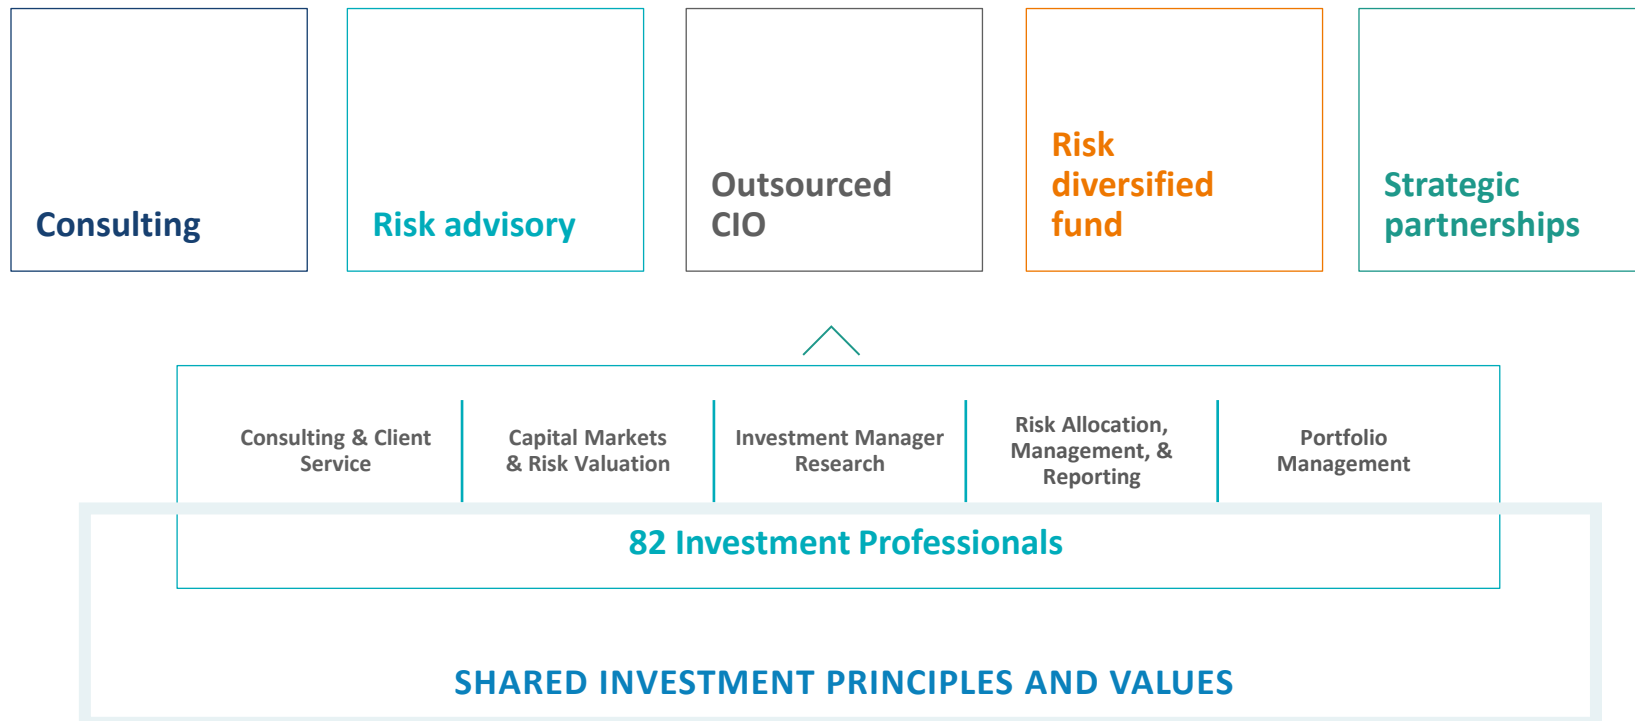 Consulting
Risk advisory
Outsourced
CIO
Risk
diversified
fund
Strategic
partnerships
Consulting & Client
Service
Capital Markets
& Risk Valuation
Investment Manager
Research
Risk Allocation,
Management, &
Reporting
Portfolio
Management
82 Investment Professionals
SHARED INVESTMENT PRINCIPLES AND VALUES